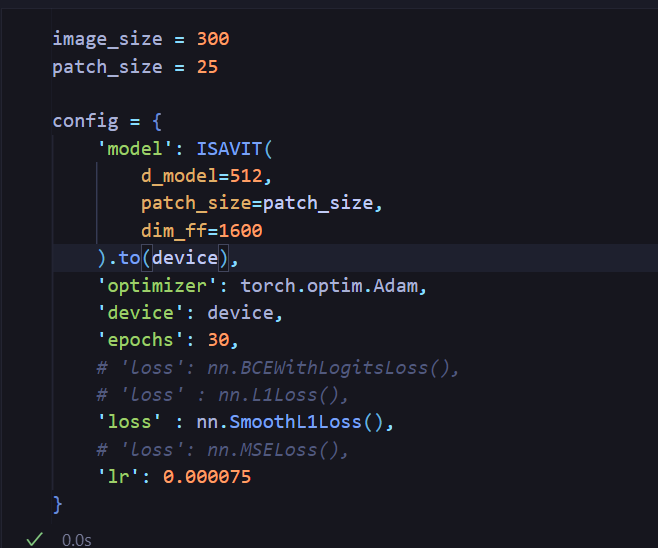 image_size = 300
patch_size = 25
config = {
'model': ISAVIT(
d_model=512,
patch_size=patch_size,
dim_ff=1600
).to(device),
'optimizer': torch.optim.Adam,
'device': device,
'epochs': 30,
# 'loss': nn.BCEWithLogitsLoss(),
# 'loss' : nn.L1Loss(),
'loss' : nn.SmoothL1Loss(),
# 'loss': nn.MSELoss(),
'lr': 0.000075
}
0.0s